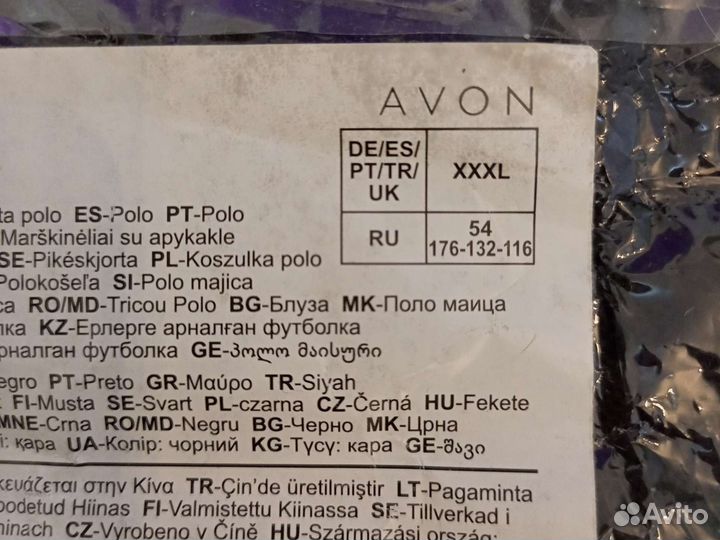 AVON
DE/ES/
PT/TR/
UK
XXXL
RU
54
176-132-116
ta polo ES-Polo PT-Polo
Marškinėliai su apykakle
SE-Pikéskjorta PL-Koszulka polo
Polokošeľa SI-Polo majica
ca RO/MD-Tricou Polo BG-Блуза MK-Поло маица
лка KZ-Ерлерге арналған футболка
рналган футболка GE-პოლო მაისური
egro PT-Preto GR-Μαύρο TR-Siyah
FI-Musta SE-Svart PL-czarna CZ-Černá HU-Fekete
MNE-Crna RO/MD-Negru BG-Черно MK-Црна
і: қара UA-Колір: чорний KG-Түсү: кара GE-შავი
κευάζεται στην Κίνα TR-Çin'de üretilmiştir LT-Pagaminta
oodetud Hiinas FI-Valmistettu Kiinassa SE-Tillverkad i
ninach CZ-Vyrobeno v Číně HU-Származási ország:
Avito